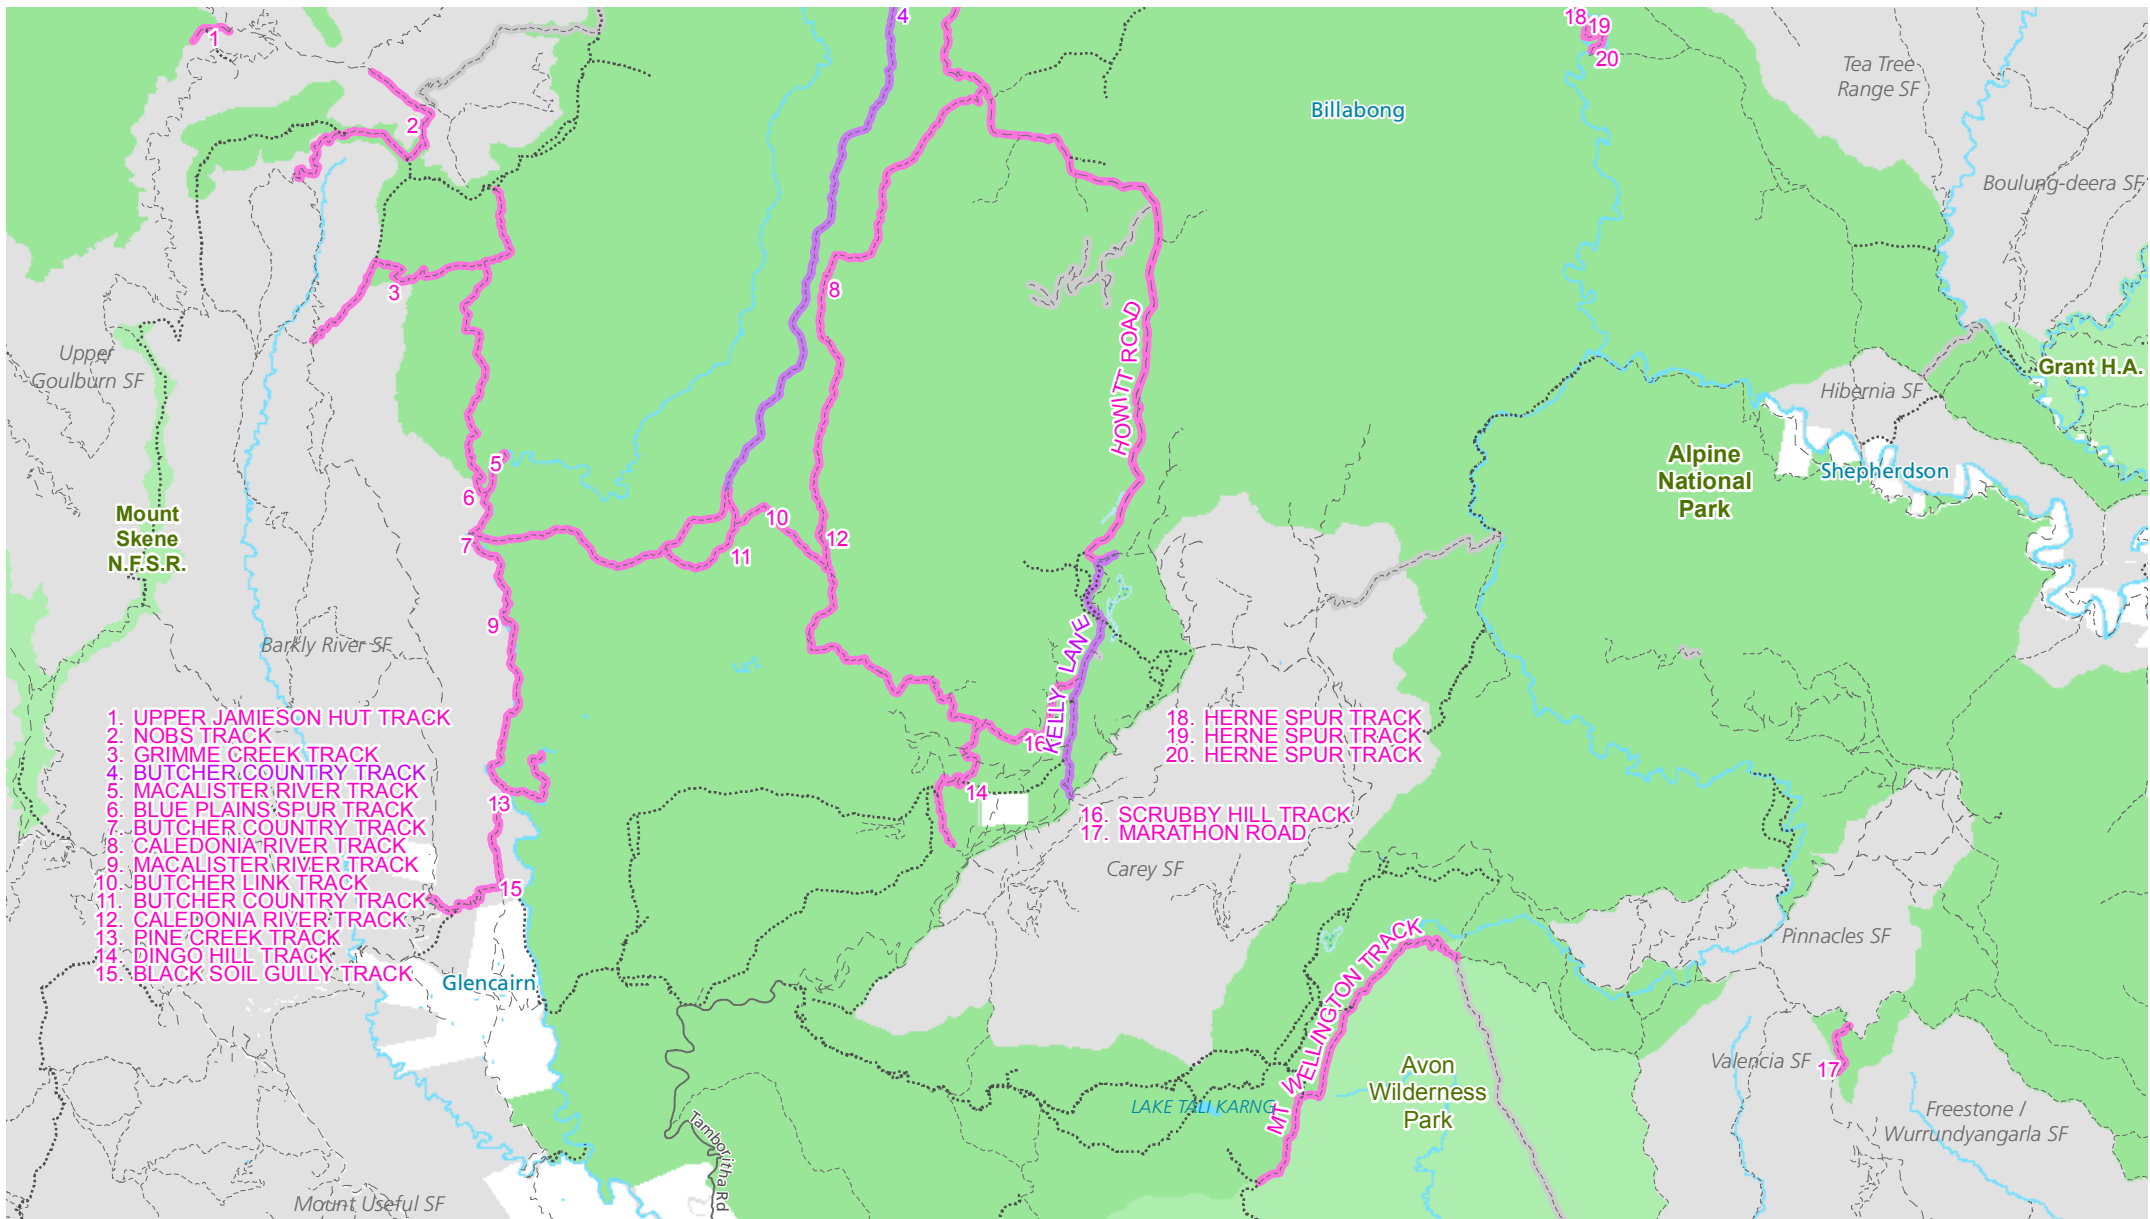 4
18
19
20
1
Tea Tree
Range SF
Billabong
2
Boulung-deera SF
3
8
HOWITT ROAD
Upper
Goulburn SF
Grant H.A.
Hibernia SF
Alpine
National
Park
Shepherdson
5
6
Mount
Skene
N.F.S.R.
10
7
11
12
9
Barkly River SF
KELLY LANE
1. UPPER JAMIESON HUT TRACK
2. NOBS TRACK
3. GRIMME CREEK TRACK
4. BUTCHER COUNTRY TRACK
5. MACALISTER RIVER TRACK
6. BLUE PLAINS SPUR TRACK
7. BUTCHER COUNTRY TRACK
8. CALEDONIA RIVER TRACK
9. MACALISTER RIVER TRACK
10. BUTCHER LINK TRACK
11. BUTCHER COUNTRY TRACK
12. CALEDONIA RIVER TRACK
13. PINE CREEK TRACK
14. DINGO HILL TRACK
15. BLACK SOIL GULLY TRACK
18. HERNE SPUR TRACK
19. HERNE SPUR TRACK
20. HERNE SPUR TRACK
16
13
14
16. SCRUBBY HILL TRACK
17. MARATHON ROAD
Carey SF
15
Glencairn
MT WELLINGTON TRACK
Pinnacles SF
Valencia SF
17
Avon
Wilderness
Park
LAKE TALI KARNG
Freestone /
Wurrundyangarla SF
Tamboritha Rd
Mount Useful SF